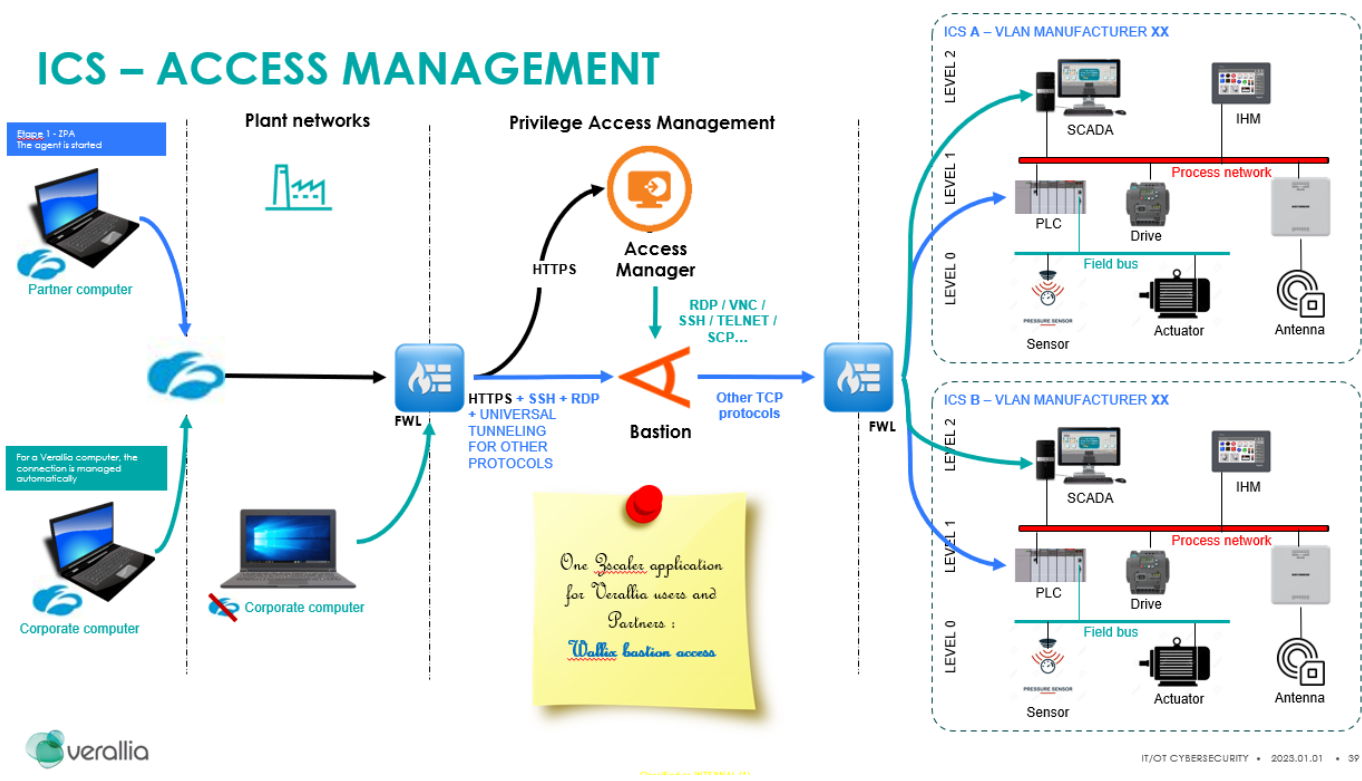 ICS – ACCESS MANAGEMENT
Etape 1 - ZPA
The agent is started
Partner computer
For a Verallia computer, the
connection is managed
automatically
Corporate computer
Plant networks
Corporate computer
FWL
Privilege Access Management
HTTPS
Access
Manager
RDP / VNC /
SSH / TELNET /
SCP...
HTTPS + SSH + RDP
+ UNIVERSAL
TUNNELING
FOR OTHER
PROTOCOLS
Bastion
Other TCP
protocols
FWL
One Zscaler application
for Verallia users and
Partners :
Wallix bastion access
ICS A – VLAN MANUFACTURER XX
LEVEL 2
SCADA
IHM
LEVEL 1
Process network
PLC
Drive
LEVEL 0
Field bus
PRESSURE SENSOR
Sensor
Actuator
Antenna
ICS B – VLAN MANUFACTURER XX
LEVEL 2
SCADA
IHM
LEVEL 1
Process network
PLC
Drive
LEVEL 0
Field bus
PRESSURE SENSOR
Sensor
Actuator
Antenna
verallia
IT/OT CYBERSECURITY • 2023.01.01 • 39